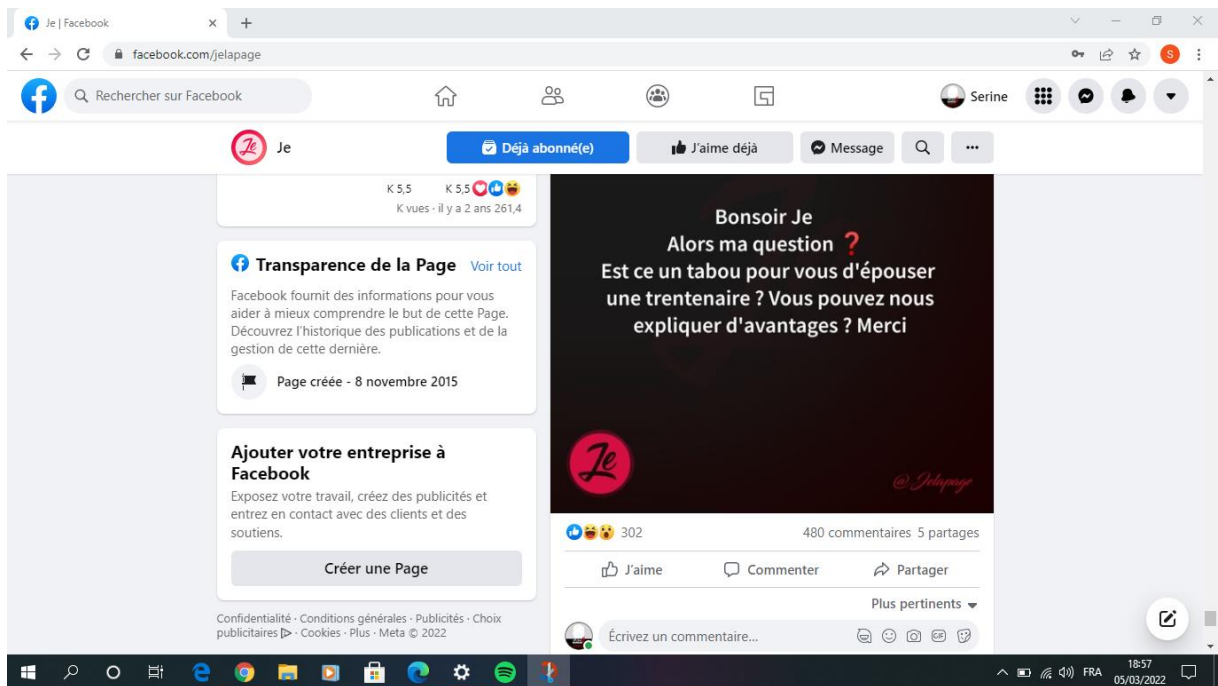 Je | Facebook
facebook.com/jelapage
S
Rechercher sur Facebook
Serine
Je
Je
Déjà abonné(e)
J'aime déjà
Message
K 5,5 K 5,5
K vues · il y a 2 ans 261,4
Transparence de la Page Voir tout
Facebook fournit des informations pour vous
aider à mieux comprendre le but de cette Page.
Découvrez l'historique des publications et de la
gestion de cette dernière.
Page créée - 8 novembre 2015
Ajouter votre entreprise à
Facebook
Exposez votre travail, créez des publicités et
entrez en contact avec des clients et des
soutiens.
Créer une Page
Confidentialité · Conditions générales · Publicités · Choix
publicitaires · Cookies · Plus · Meta © 2022
Bonsoir Je
Alors ma question ❓
Est ce un tabou pour vous d'épouser
une trentenaire ? Vous pouvez nous
expliquer d'avantages ? Merci
Je
@Jelapage
302
480 commentaires 5 partages
J'aime
Commenter
Partager
Plus pertinents
Écrivez un commentaire...
GIF
FRA
18:57
05/03/2022